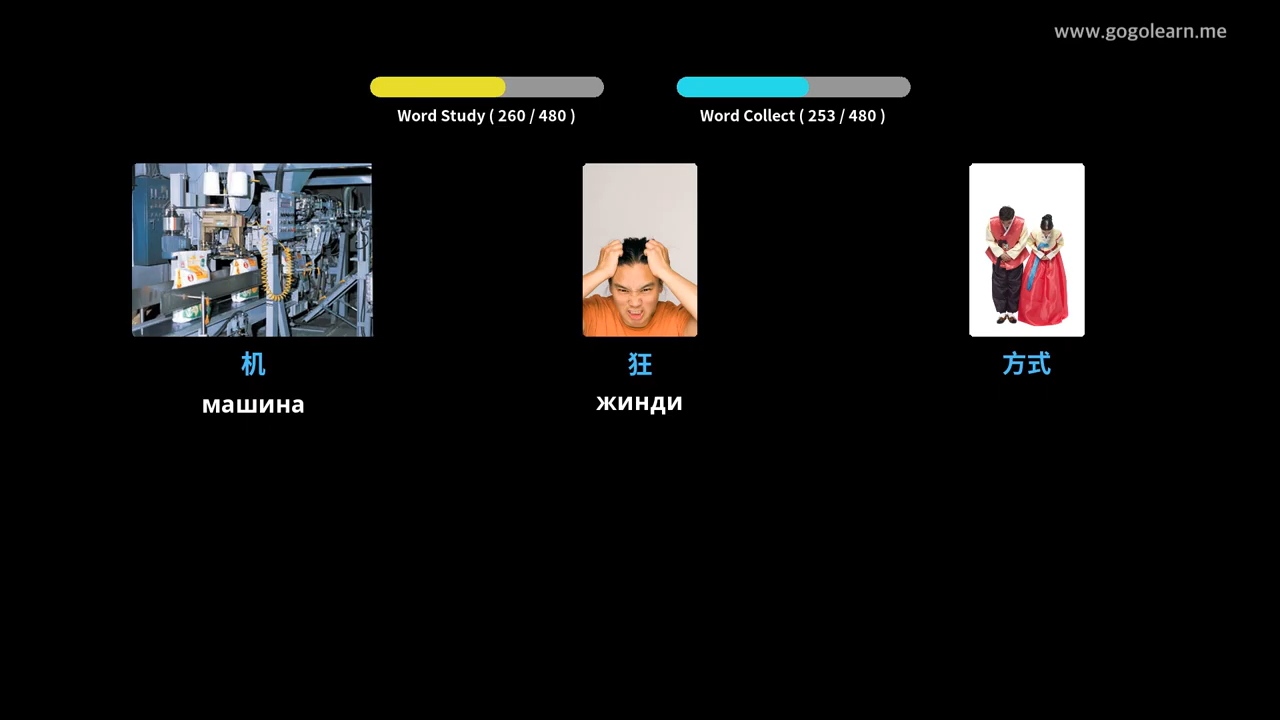 www.gogolearn.me
Word Study ( 260 / 480 )
Word Collect ( 253 / 480 )
机
狂
方式
машина
жинди